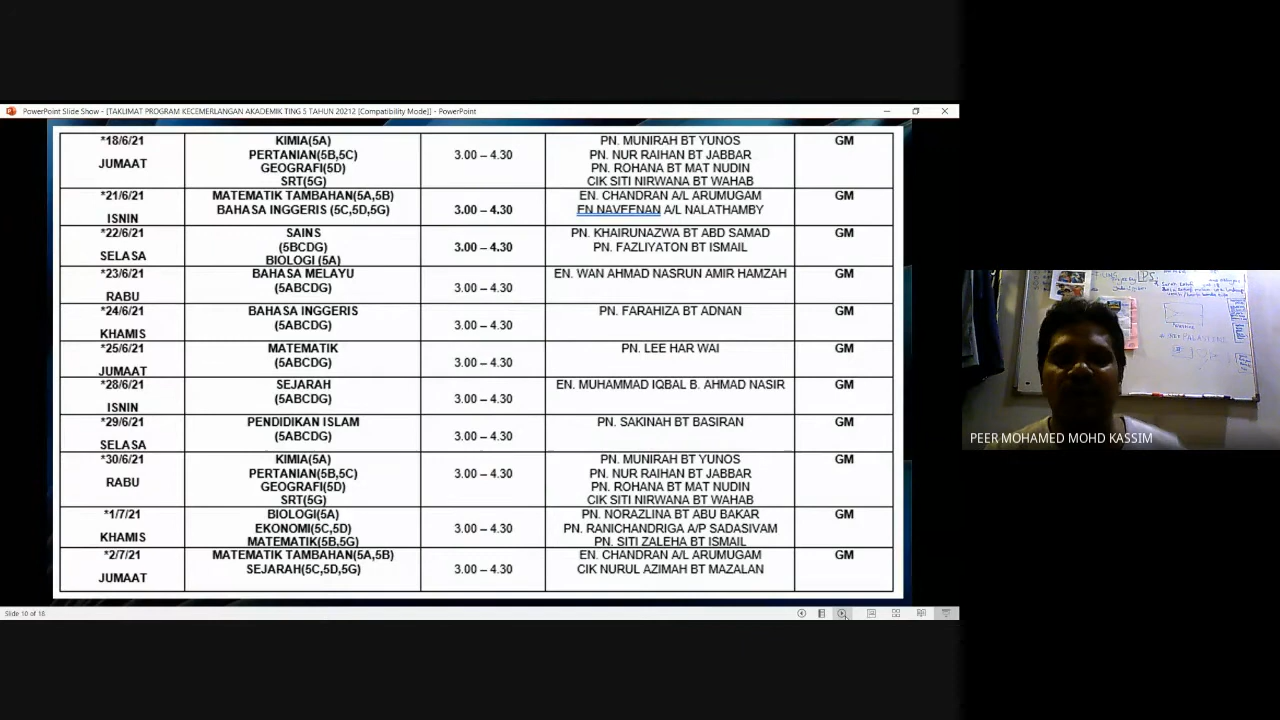 PowerPoint Slide Show - [TAKLIMAT PROGRAM KECEMERLANGAN AKADEMIK TING 5 TAHUN 20212 [Compatibility Mode]] - PowerPoint
*18/6/21
JUMAAT
KIMIA(5A)
PERTANIAN(5B,5C)
GEOGRAFI(5D)
SRT(5G)
3.00 – 4.30
PN. MUNIRAH BT YUNOS
PN. NUR RAIHAN BT JABBAR
PN. ROHANA BT MAT NUDIN
CIK SITI NIRWANA BT WAHAB
GM
*21/6/21
ISNIN
MATEMATIK TAMBAHAN(5A,5B)
BAHASA INGGERIS (5C,5D,5G)
3.00 – 4.30
EN. CHANDRAN A/L ARUMUGAM
EN NAVEENAN A/L NALATHAMBY
GM
*22/6/21
SELASA
SAINS
(5BCDG)
BIOLOGI (5A)
3.00 – 4.30
PN. KHAIRUNAZWA BT ABD SAMAD
PN. FAZLIYATON BT ISMAIL
GM
*23/6/21
RABU
BAHASA MELAYU
(5ABCDG)
3.00 – 4.30
EN. WAN AHMAD NASRUN AMIR HAMZAH
GM
*24/6/21
KHAMIS
BAHASA INGGERIS
(5ABCDG)
3.00 – 4.30
PN. FARAHIZA BT ADNAN
GM
*25/6/21
JUMAAT
MATEMATIK
(5ABCDG)
3.00 – 4.30
PN. LEE HAR WAI
GM
*28/6/21
ISNIN
SEJARAH
(5ABCDG)
3.00 – 4.30
EN. MUHAMMAD IQBAL B. AHMAD NASIR
GM
*29/6/21
SELASA
PENDIDIKAN ISLAM
(5ABCDG)
3.00 – 4.30
PN. SAKINAH BT BASIRAN
GM
*30/6/21
RABU
KIMIA(5A)
PERTANIAN(5B,5C)
GEOGRAFI(5D)
SRT(5G)
3.00 – 4.30
PN. MUNIRAH BT YUNOS
PN. NUR RAIHAN BT JABBAR
PN. ROHANA BT MAT NUDIN
CIK SITI NIRWANA BT WAHAB
GM
*1/7/21
KHAMIS
BIOLOGI(5A)
EKONOMI(5C,5D)
MATEMATIK(5B,5G)
3.00 – 4.30
PN. NORAZLINA BT ABU BAKAR
PN. RANICHANDRIGA A/P SADASIVAM
PN. SITI ZALEHA BT ISMAIL
GM
*2/7/21
JUMAAT
MATEMATIK TAMBAHAN(5A,5B)
SEJARAH(5C,5D,5G)
3.00 – 4.30
EN. CHANDRAN A/L ARUMUGAM
CIK NURUL AZIMAH BT MAZALAN
GM
Slide 10 of 18
PALASTINE
PEER MOHAMED MOHD KASSIM